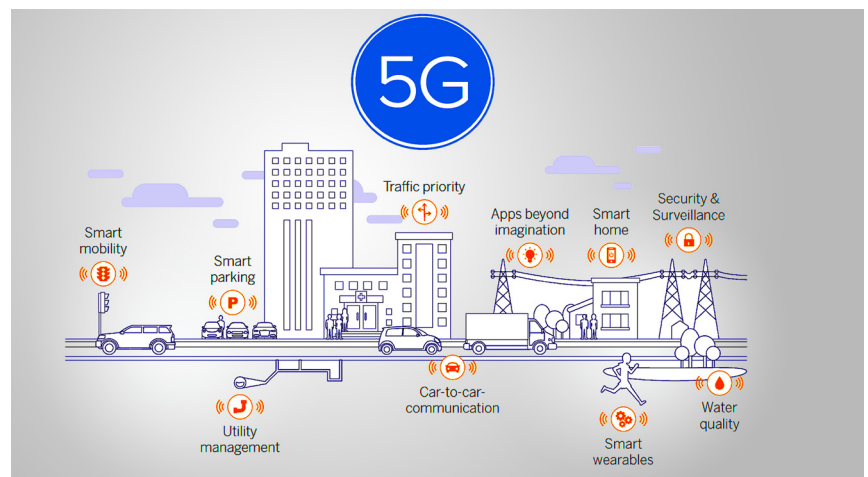 5G
Traffic priority
Smart
mobility
Smart
parking
P
Apps beyond
imagination
Smart
home
Security &
Surveillance
Car-to-car-
communication
Utility
management
Smart
wearables
Water
quality